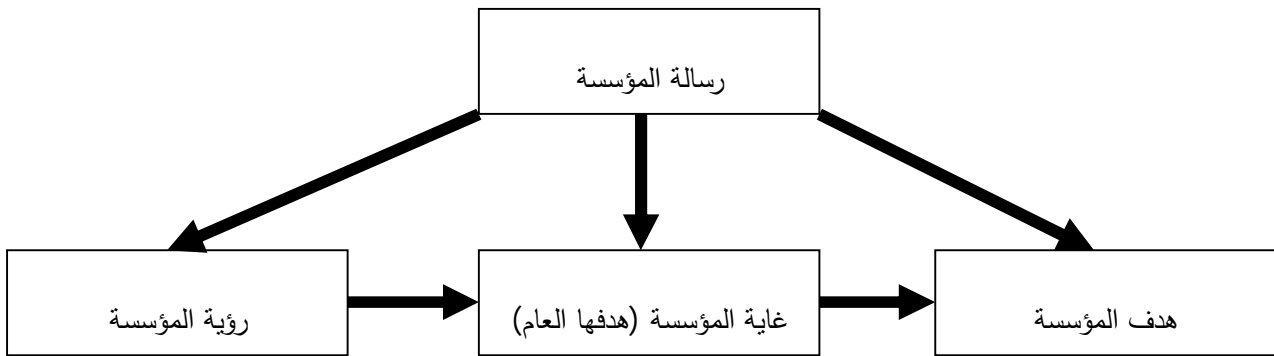 رسالة المؤسسة
هدف المؤسسة
غاية المؤسسة (هدفها العام)
رؤية المؤسسة